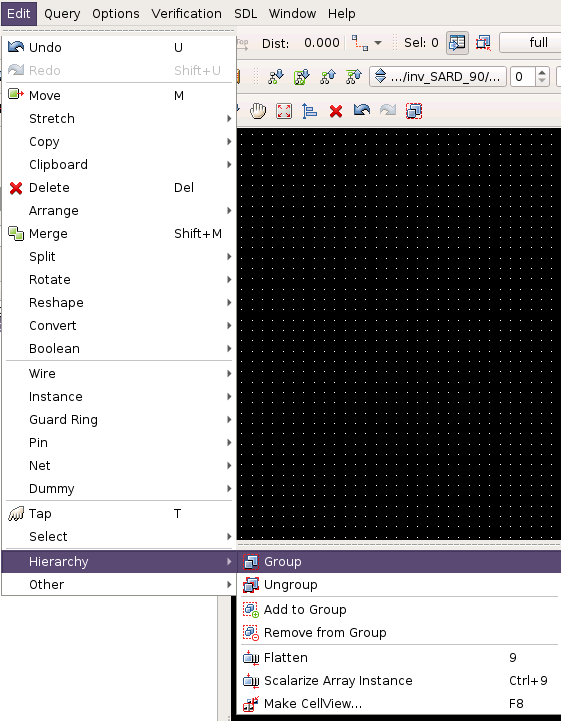 Edit Query Options Verification SDL Window Help
Dist: 0.000 Sel: 0 full
.../inv_SARD_90/... 0
Undo U
Redo Shift+U
Move M
Stretch
Copy
Clipboard
Delete Del
Arrange
Merge Shift+M
Split
Rotate
Reshape
Convert
Boolean
Wire
Instance
Guard Ring
Pin
Net
Dummy
Tap T
Select
Hierarchy
Other
Group
Ungroup
Add to Group
Remove from Group
Flatten 9
Scalarize Array Instance Ctrl+9
Make CellView... F8